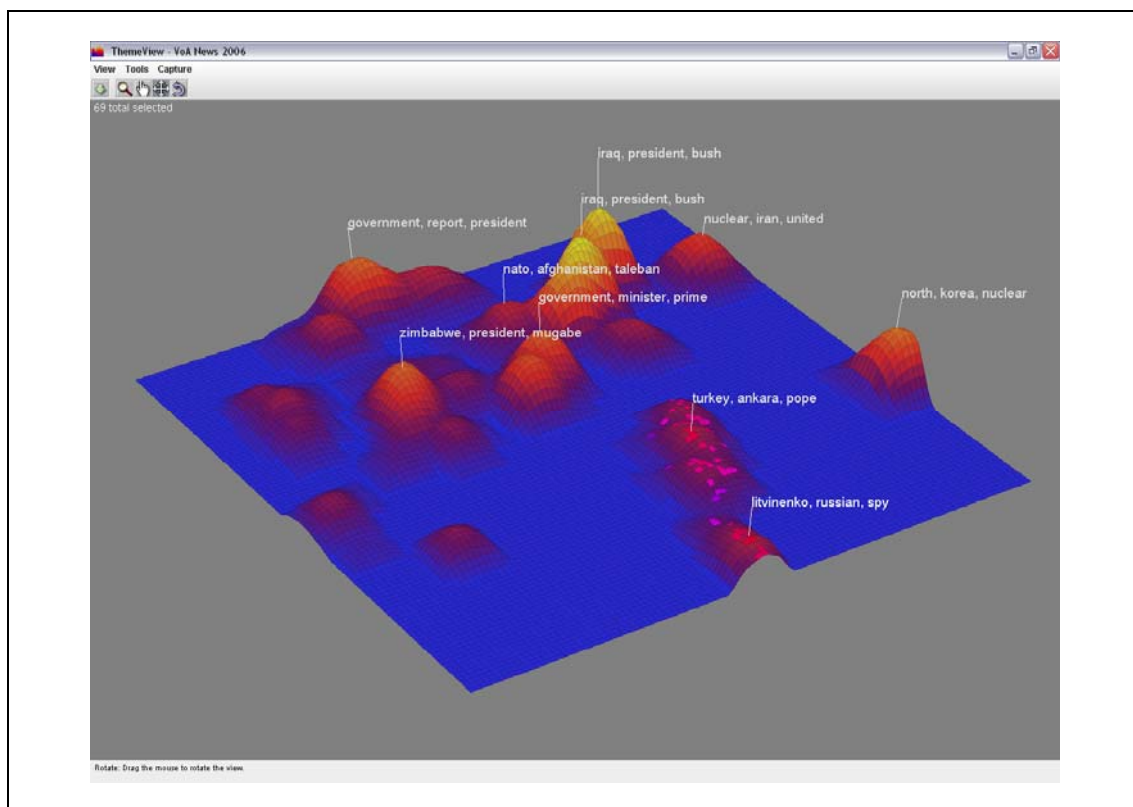 ThemeView - VoA News 2006
View Tools Capture
69 total selected
iraq, president, bush
iraq, president, bush
government, report, president
nuclear, iran, united
nato, afghanistan, taleban
government, minister, prime
north, korea, nuclear
zimbabwe, president, mugabe
turkey, ankara, pope
litvinenko, russian, spy
Rotate: Drag the mouse to rotate the view.